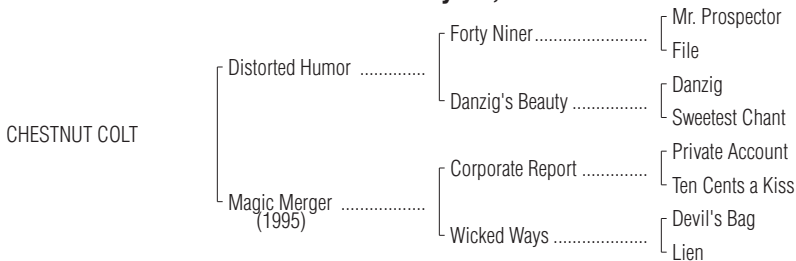 Mr. Prospector
Forty Niner
File
Distorted Humor
Danzig
Danzig's Beauty
Sweetest Chant
CHESTNUT COLT
Private Account
Corporate Report
Ten Cents a Kiss
Magic Merger
(1995)
Devil's Bag
Wicked Ways
Lien